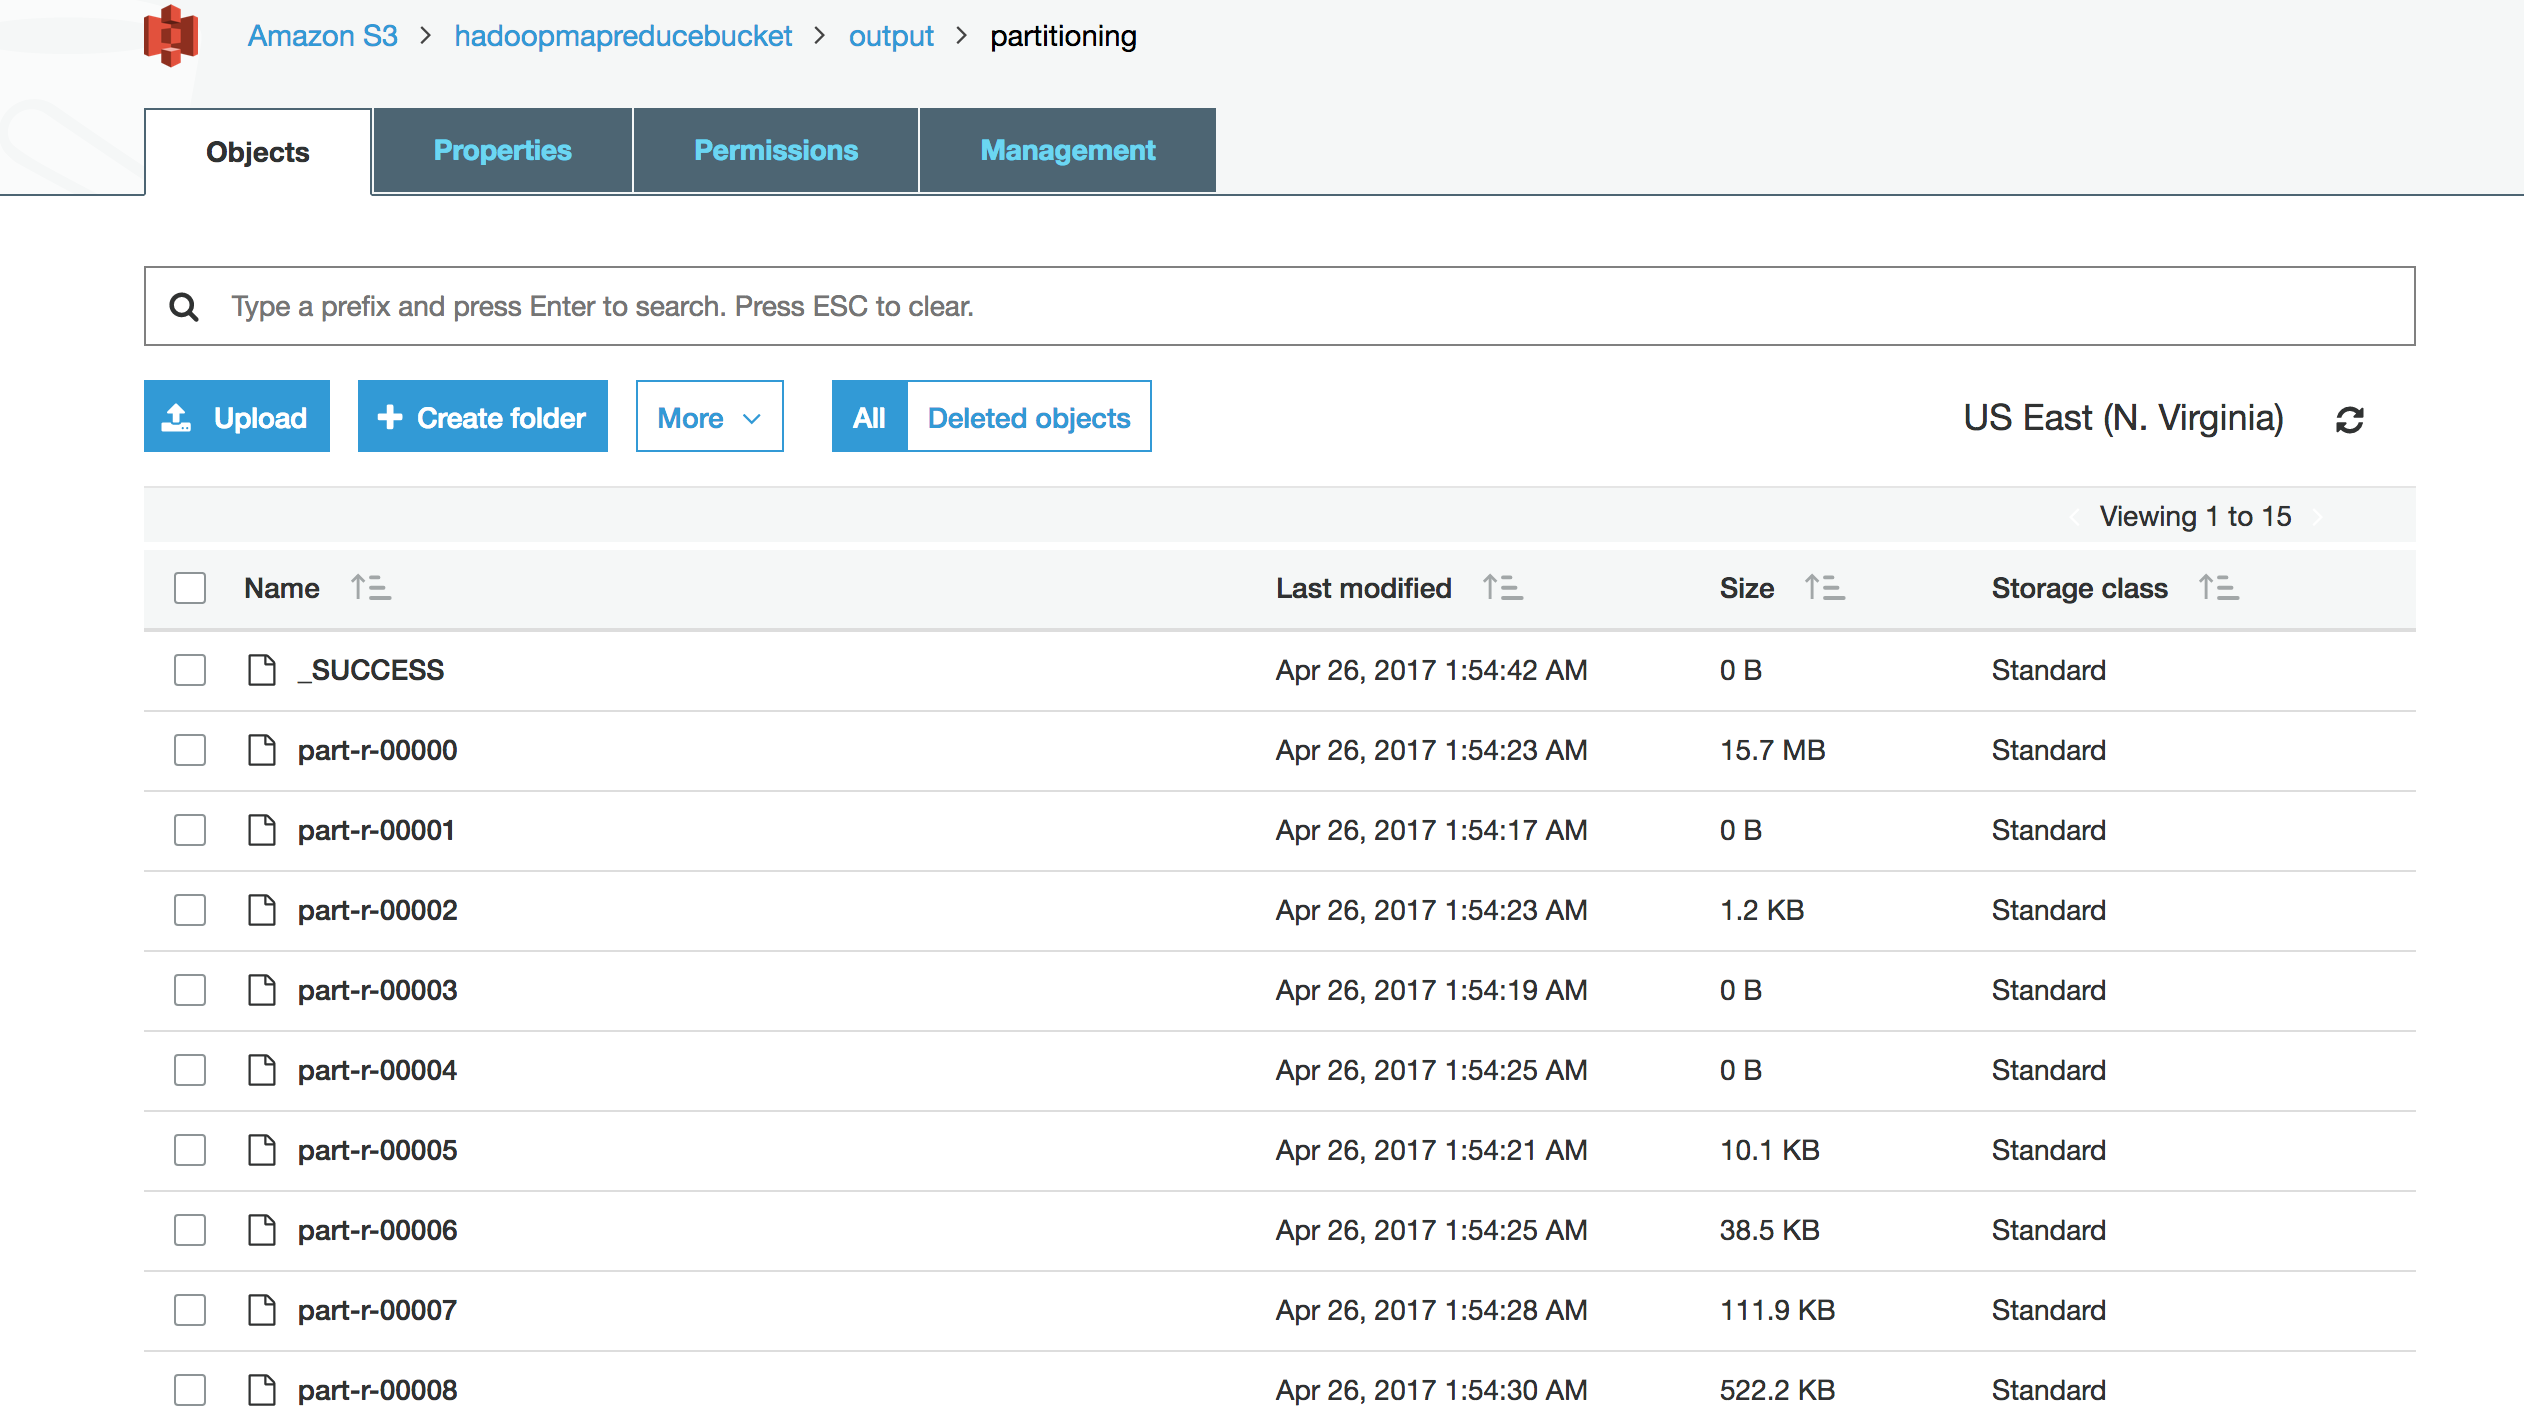 Amazon S3 > hadoopmapreducebucket > output > partitioning
Objects Properties Permissions Management
Type a prefix and press Enter to search. Press ESC to clear.
Upload Create folder More All Deleted objects US East (N. Virginia)
Viewing 1 to 15
Name Last modified Size Storage class
_SUCCESS Apr 26, 2017 1:54:42 AM 0 B Standard
part-r-00000 Apr 26, 2017 1:54:23 AM 15.7 MB Standard
part-r-00001 Apr 26, 2017 1:54:17 AM 0 B Standard
part-r-00002 Apr 26, 2017 1:54:23 AM 1.2 KB Standard
part-r-00003 Apr 26, 2017 1:54:19 AM 0 B Standard
part-r-00004 Apr 26, 2017 1:54:25 AM 0 B Standard
part-r-00005 Apr 26, 2017 1:54:21 AM 10.1 KB Standard
part-r-00006 Apr 26, 2017 1:54:25 AM 38.5 KB Standard
part-r-00007 Apr 26, 2017 1:54:28 AM 111.9 KB Standard
part-r-00008 Apr 26, 2017 1:54:30 AM 522.2 KB Standard